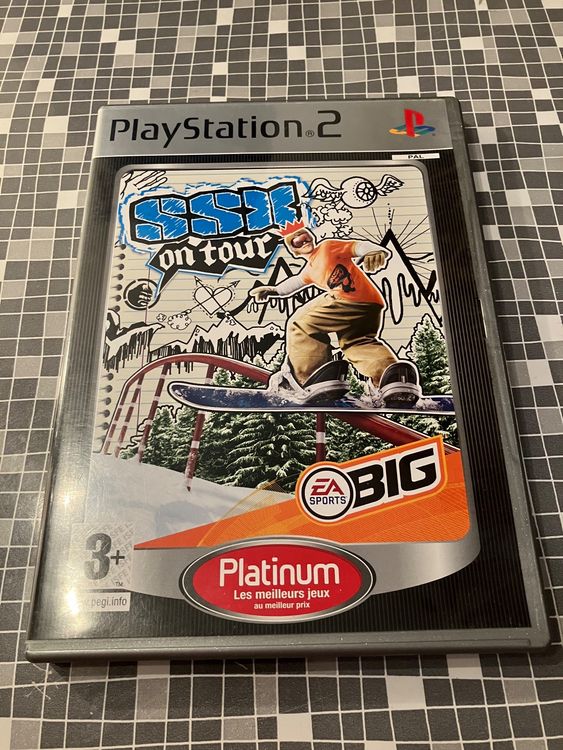 PlayStation®2
PAL
SSX
on tour
EA
SPORTS
BIG
3+
TM
w.pegi.info
Platinum
Les meilleurs jeux
au meilleur prix